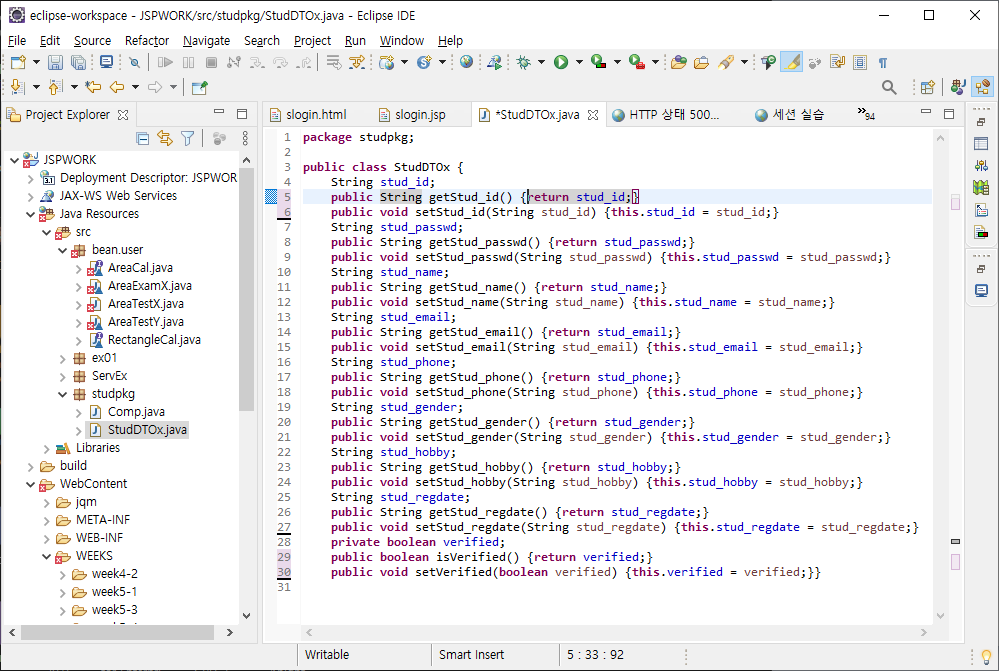 eclipse-workspace - JSPWORK/src/studpkg/StudDTOx.java - Eclipse IDE
File Edit Source Refactor Navigate Search Project Run Window Help
Project Explorer
JSPWORK
Deployment Descriptor: JSPWOR
JAX-WS Web Services
Java Resources
src
bean.user
AreaCal.java
AreaExamX.java
AreaTestX.java
AreaTestY.java
RectangleCal.java
ex01
ServEx
studpkg
Comp.java
StudDTOx.java
Libraries
build
WebContent
jqm
META-INF
WEB-INF
WEEKS
week4-2
week5-1
week5-3
slogin.html slogin.jsp *StudDTOx.java HTTP 상태 500... 세션 실습 »94
1 package studpkg;
2
3 public class StudDTOx {
4 String stud_id;
5 public String getStud_id() {return stud_id;}
6 public void setStud_id(String stud_id) {this.stud_id = stud_id;}
7 String stud_passwd;
8 public String getStud_passwd() {return stud_passwd;}
9 public void setStud_passwd(String stud_passwd) {this.stud_passwd = stud_passwd;}
10 String stud_name;
11 public String getStud_name() {return stud_name;}
12 public void setStud_name(String stud_name) {this.stud_name = stud_name;}
13 String stud_email;
14 public String getStud_email() {return stud_email;}
15 public void setStud_email(String stud_email) {this.stud_email = stud_email;}
16 String stud_phone;
17 public String getStud_phone() {return stud_phone;}
18 public void setStud_phone(String stud_phone) {this.stud_phone = stud_phone;}
19 String stud_gender;
20 public String getStud_gender() {return stud_gender;}
21 public void setStud_gender(String stud_gender) {this.stud_gender = stud_gender;}
22 String stud_hobby;
23 public String getStud_hobby() {return stud_hobby;}
24 public void setStud_hobby(String stud_hobby) {this.stud_hobby = stud_hobby;}
25 String stud_regdate;
26 public String getStud_regdate() {return stud_regdate;}
27 public void setStud_regdate(String stud_regdate) {this.stud_regdate = stud_regdate;}
28 private boolean verified;
29 public boolean isVerified() {return verified;}
30 public void setVerified(boolean verified) {this.verified = verified;}}
31
Writable Smart Insert 5 : 33 : 92